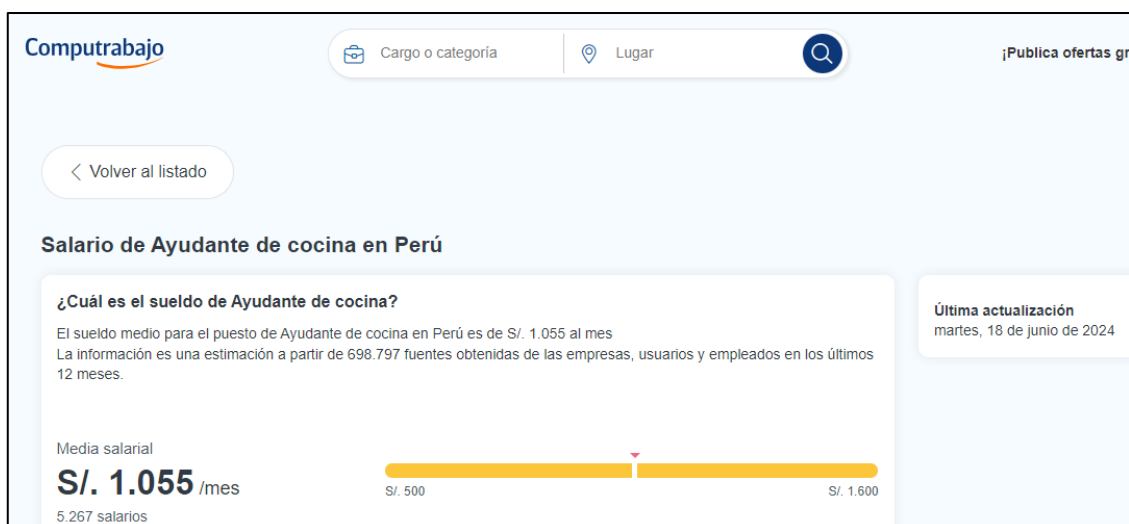 Computrabajo
Cargo o categoría
Lugar
¡Publica ofertas gr
Volver al listado
Salario de Ayudante de cocina en Perú
¿Cuál es el sueldo de Ayudante de cocina?
El sueldo medio para el puesto de Ayudante de cocina en Perú es de S/. 1.055 al mes
La información es una estimación a partir de 698.797 fuentes obtenidas de las empresas, usuarios y empleados en los últimos
12 meses.
Última actualización
martes, 18 de junio de 2024
Media salarial
S/. 1.055 /mes
S/. 500
S/. 1.600
5.267 salarios